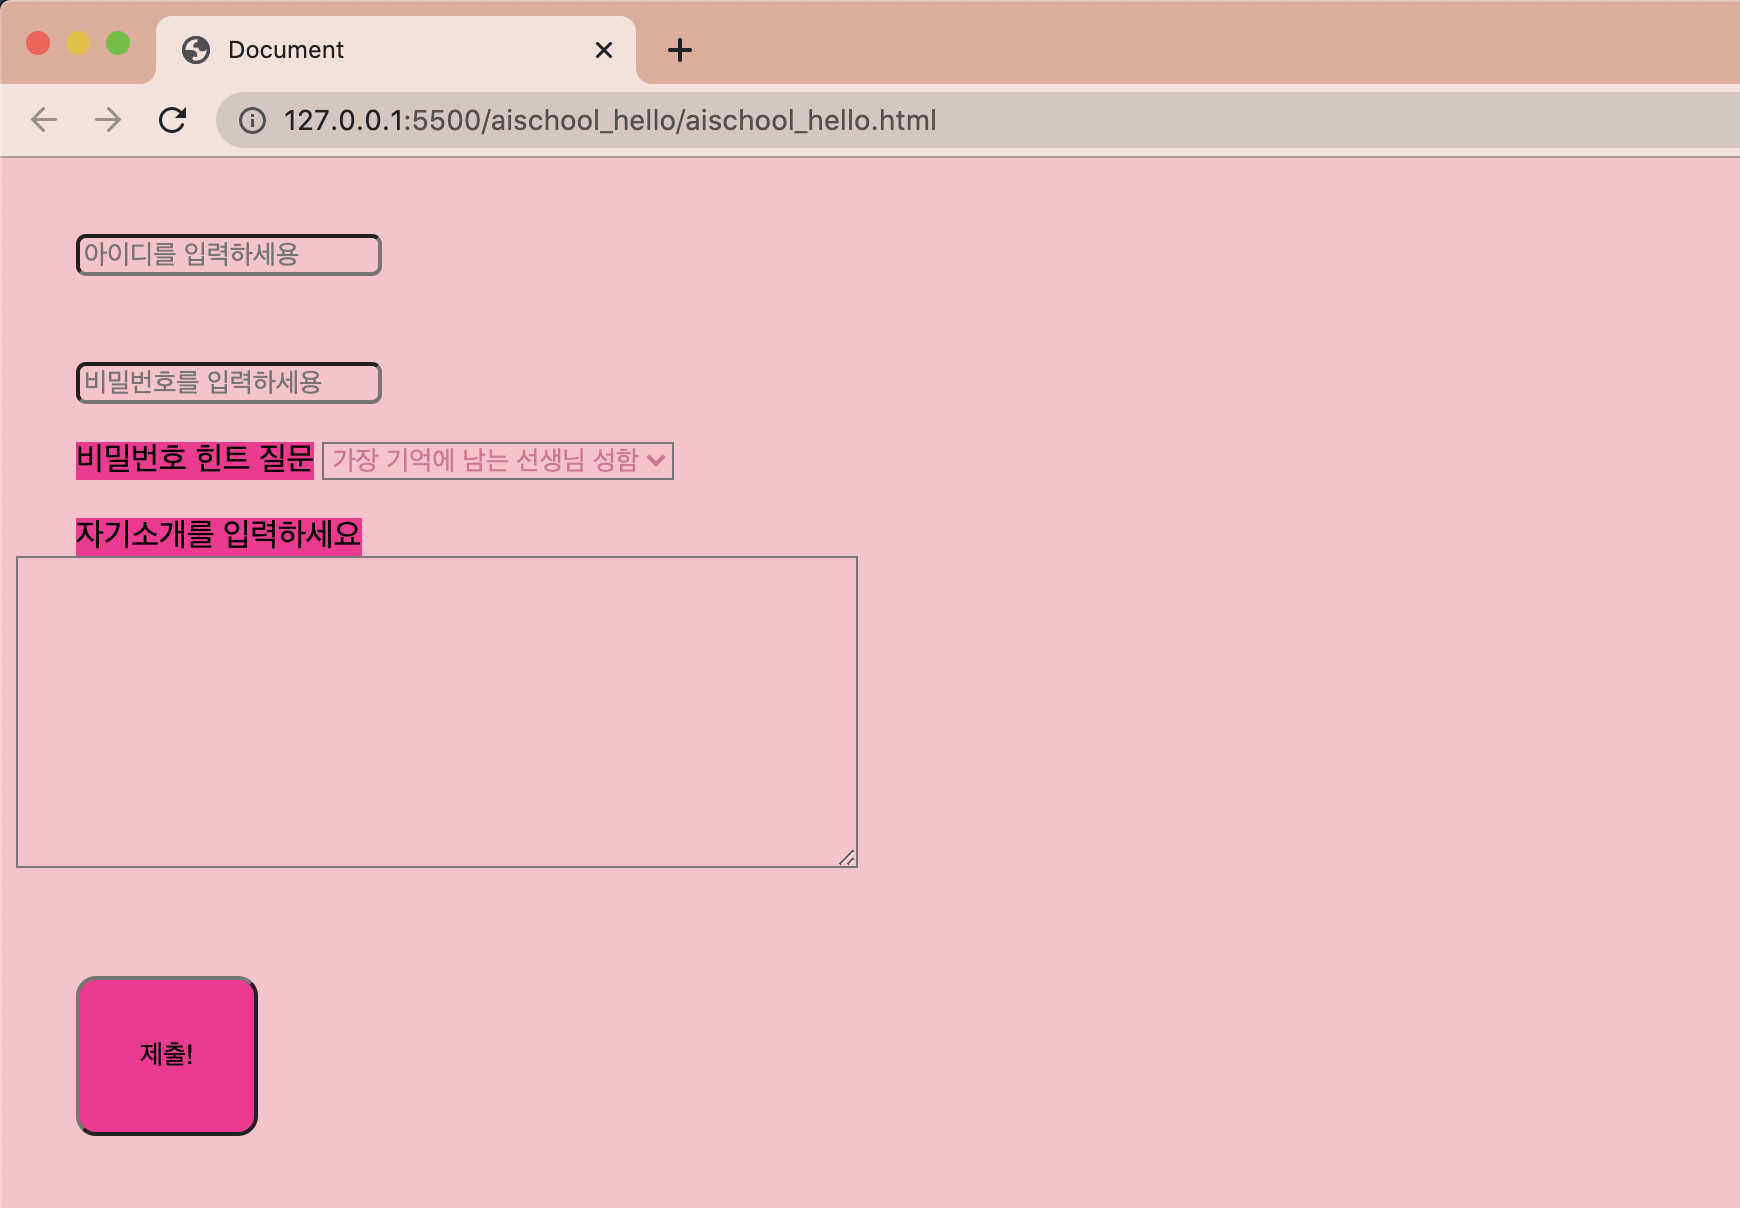 Document
127.0.0.1:5500/aischool_hello/aischool_hello.html
아이디를 입력하세용
비밀번호를 입력하세용
비밀번호 힌트 질문 가장 기억에 남는 선생님 성함
자기소개를 입력하세요
제출!